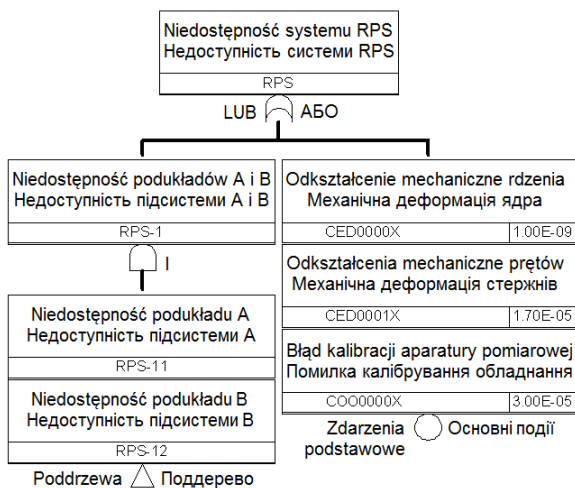 Niedostępność systemu RPS
Недоступність системи RPS
RPS
LUB АБО
Niedostępność podukładów A i B
Недоступність підсистеми A i B
RPS-1
I
Niedostępność podukładu A
Недоступність підсистеми A
RPS-11
Niedostępność podukładu B
Недоступність підсистеми B
RPS-12
Poddrzewa Поддерево
Odkształcenie mechaniczne rdzenia
Механічна деформація ядра
CED0000X 1.00E-09
Odkształcenia mechaniczne prętów
Механічна деформація стержнів
CED0001X 1.70E-05
Błąd kalibracji aparatury pomiarowej
Помилка калібрування обладнання
COO0000X 3.00E-05
Zdarzenia Основні події
podstawowe